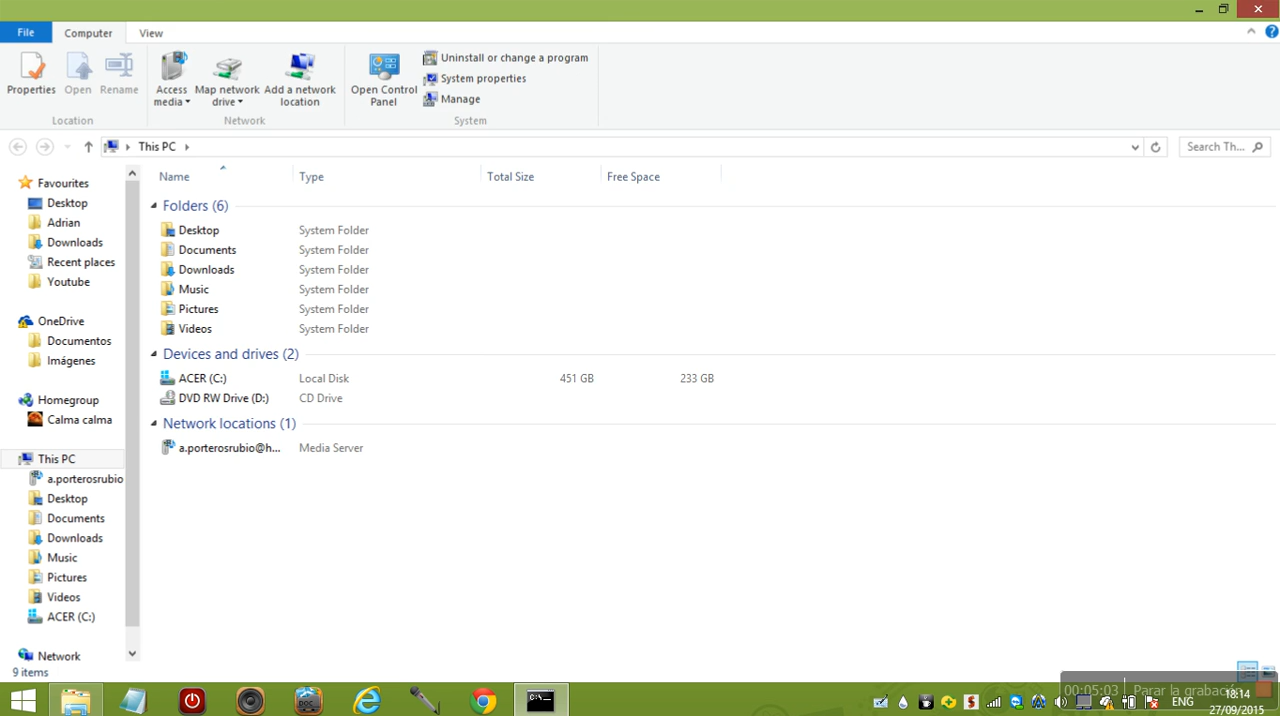 File
Computer
View
Properties
Open
Rename
Access media
Map network drive
Add a network location
Open Control Panel
Uninstall or change a program
System properties
Manage
Location
Network
System
This PC
Search Th...
Name
Type
Total Size
Free Space
Favourites
Desktop
Adrian
Downloads
Recent places
Youtube
OneDrive
Documentos
Imágenes
Homegroup
Calma calma
This PC
a.porterosrubio
Desktop
Documents
Downloads
Music
Pictures
Videos
ACER (C:)
Network
Folders (6)
Desktop System Folder
Documents System Folder
Downloads System Folder
Music System Folder
Pictures System Folder
Videos System Folder
Devices and drives (2)
ACER (C:) Local Disk 451 GB 233 GB
DVD RW Drive (D:) CD Drive
Network locations (1)
a.porterosrubio@h... Media Server
9 items
00:05:03
Parar la grabación
ENG
18:14
27/09/2015